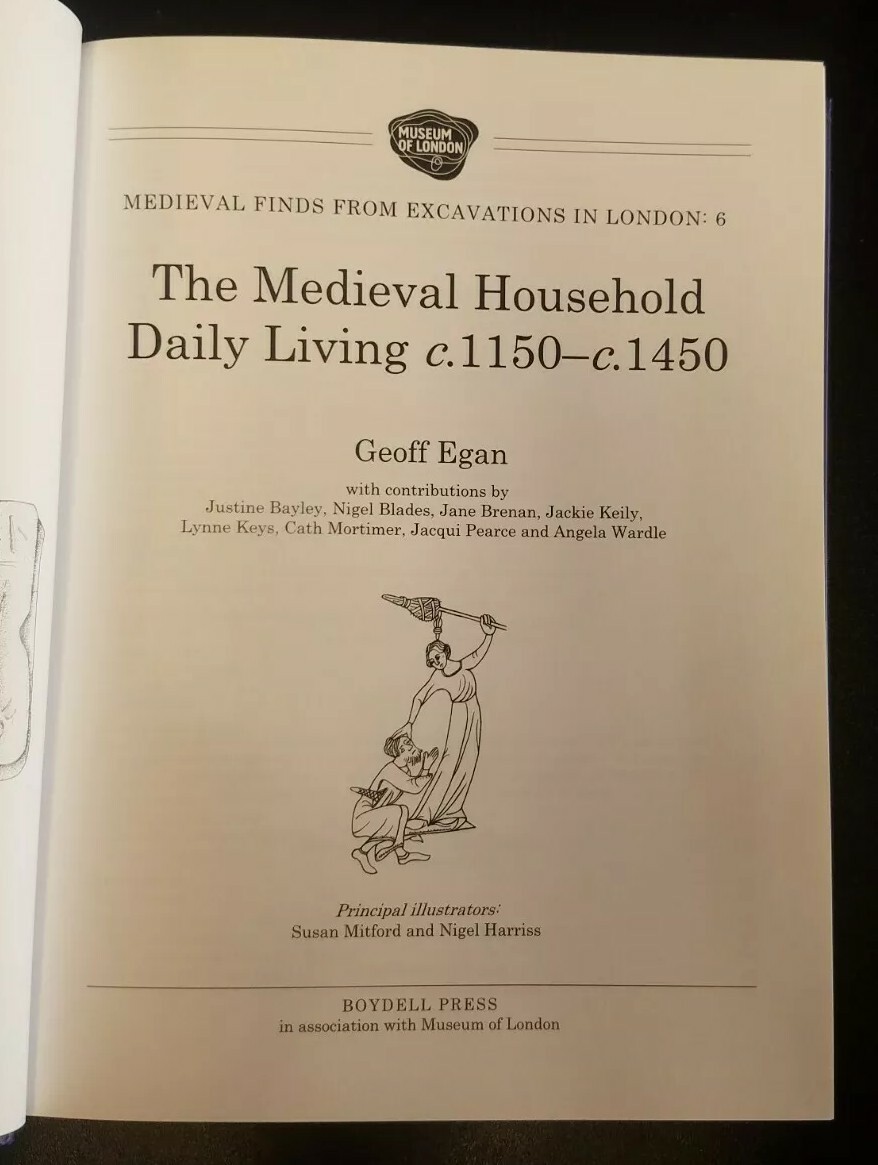 MUSEUM
OF LONDON
MEDIEVAL FINDS FROM EXCAVATIONS IN LONDON: 6
The Medieval Household
Daily Living c.1150–c.1450
Geoff Egan
with contributions by
Justine Bayley, Nigel Blades, Jane Brenan, Jackie Keily,
Lynne Keys, Cath Mortimer, Jacqui Pearce and Angela Wardle
Principal illustrators:
Susan Mitford and Nigel Harriss
BOYDELL PRESS
in association with Museum of London